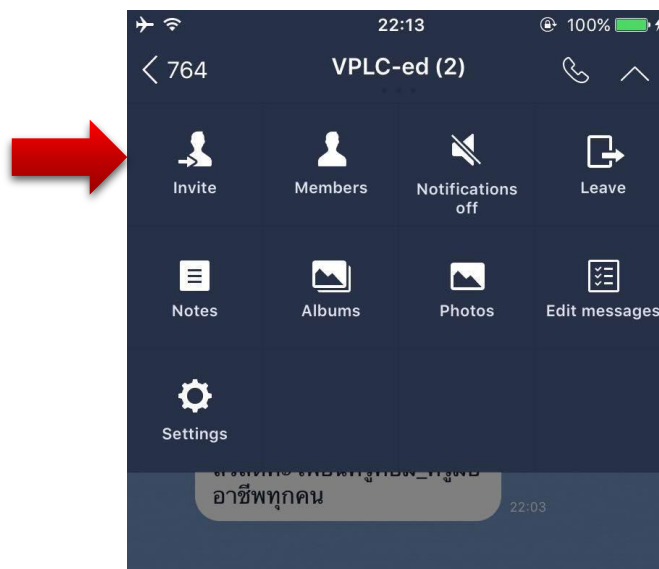 22:13
100%
764
VPLC-ed (2)
Invite
Members
Notifications
off
Leave
Notes
Albums
Photos
Edit messages
Settings
อาชีพทุกคน
22:03